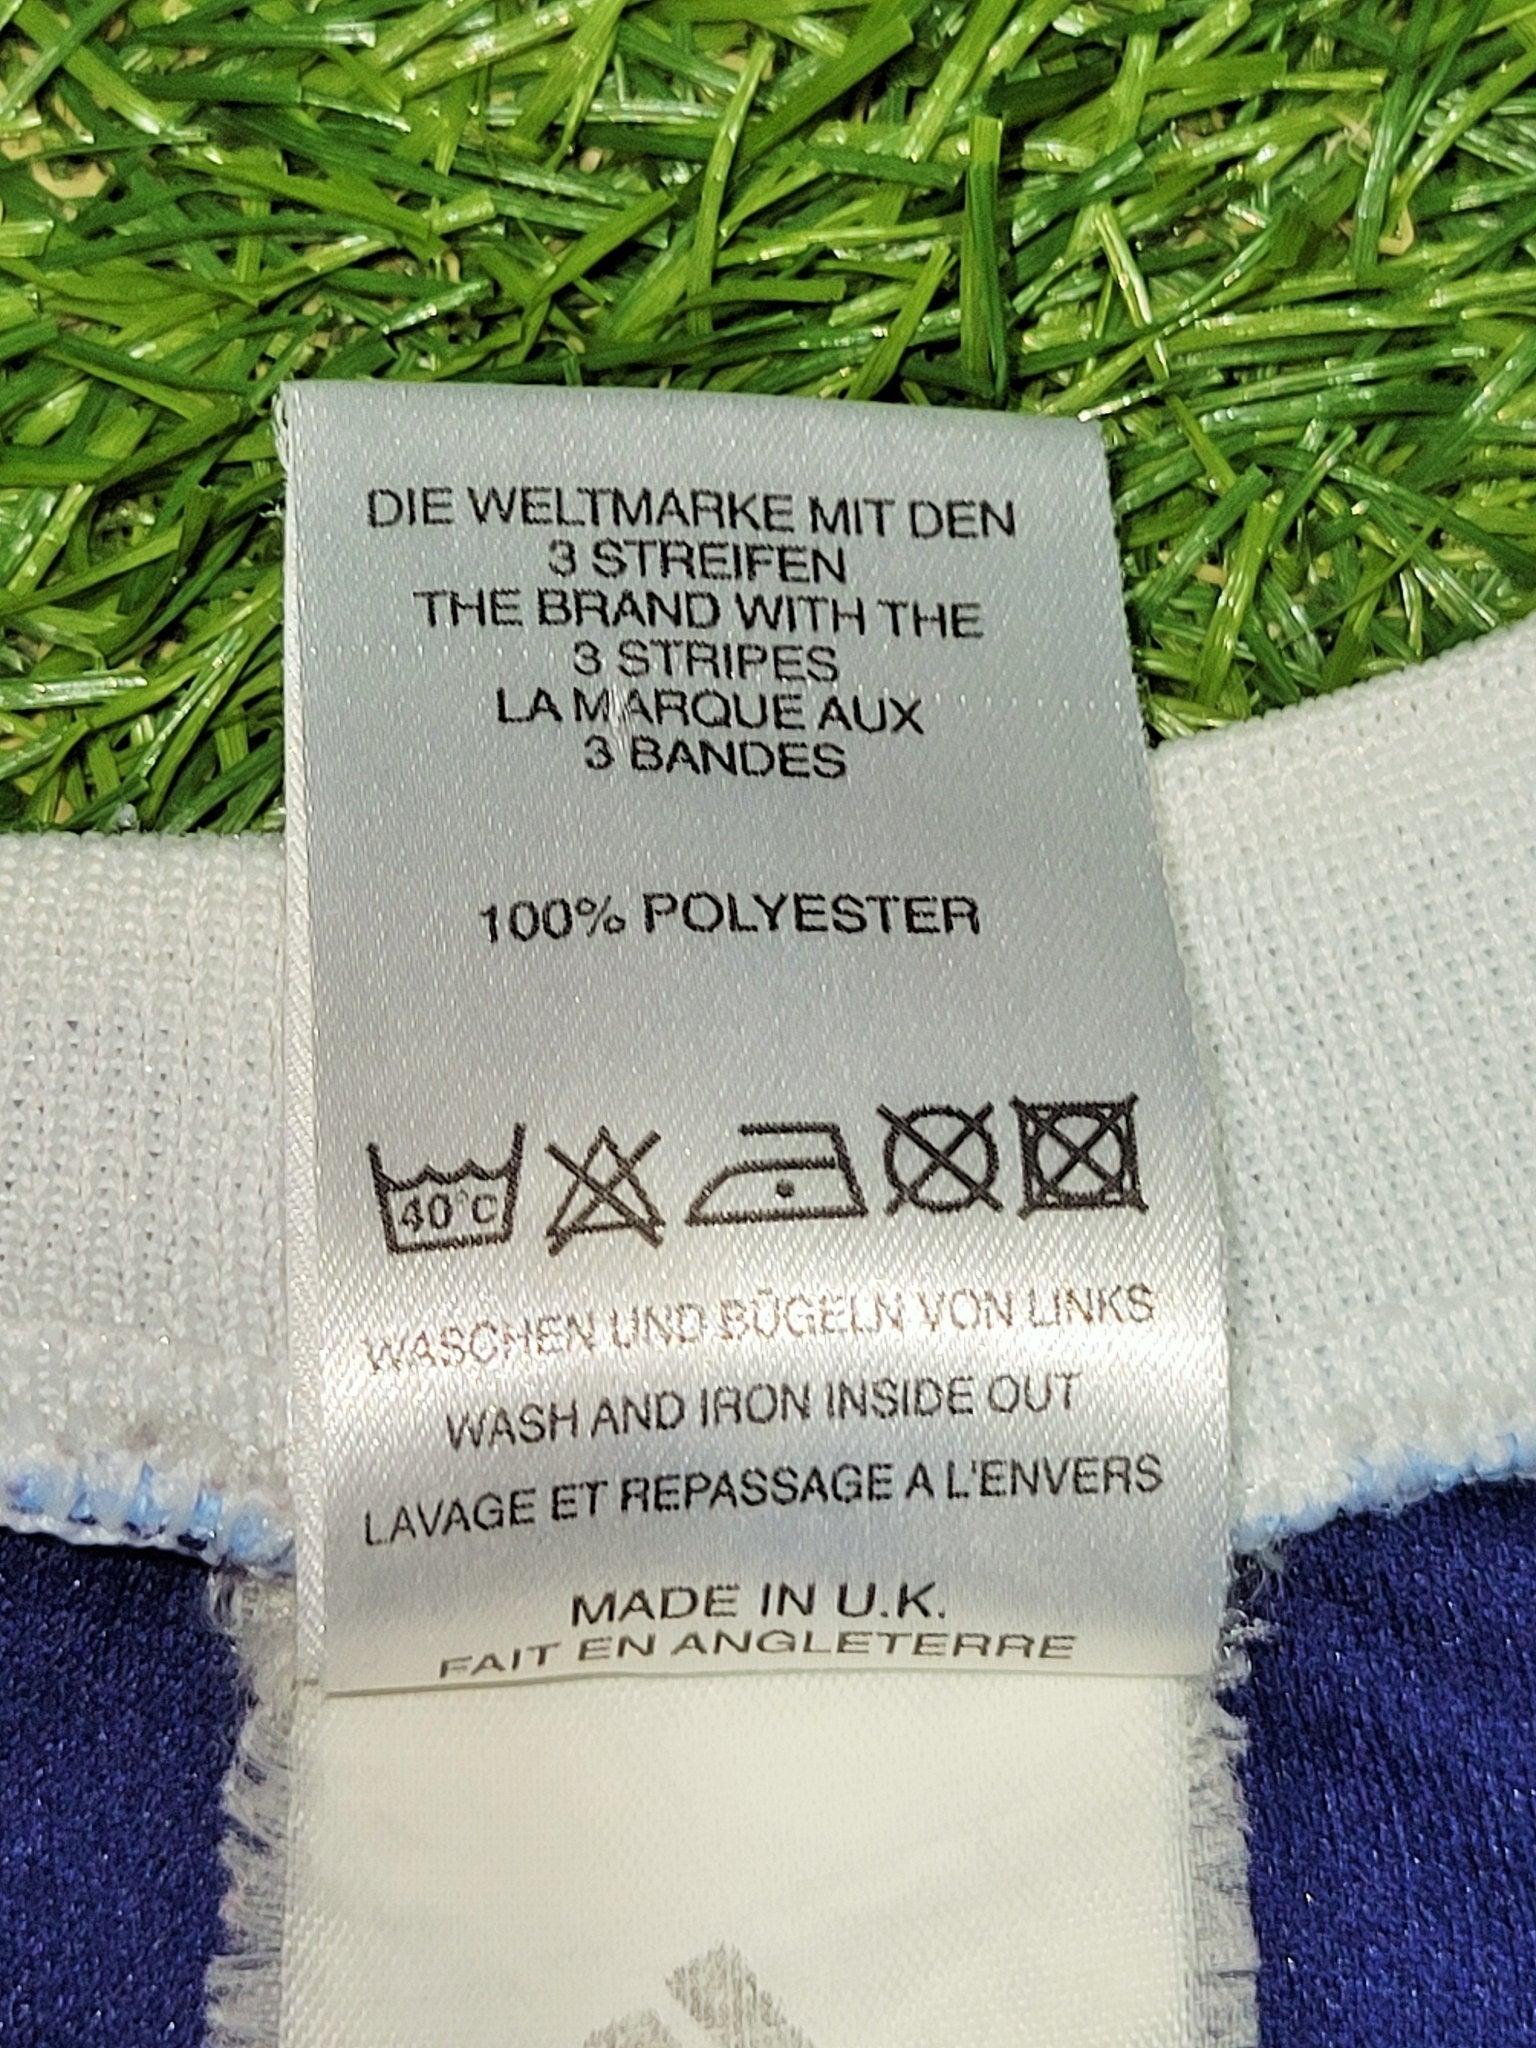 DIE WELTMARKE MIT DEN
3 STREIFEN
THE BRAND WITH THE
3 STRIPES
LA MARQUE AUX
3 BANDES
100% POLYESTER
40°C
WASCHEN UND BÜGELN VON LINKS
WASH AND IRON INSIDE OUT
LAVAGE ET REPASSAGE A L'ENVERS
MADE IN U.K.
FAIT EN ANGLETERRE